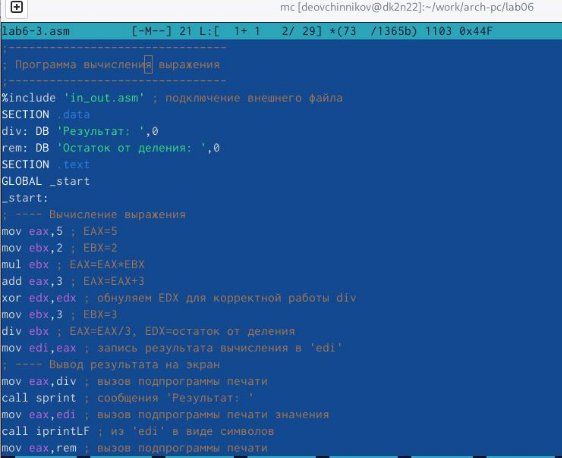 mc [deovchinnikov@dk2n22]:~/work/arch-pc/lab06
lab6-3.asm [-M--] 21 L:[ 1+ 1 2/ 29] *(73 /1365b) 1103 0x44F
;------------------------------
; Программа вычисления выражения
;------------------------------
%include 'in_out.asm' ; подключение внешнего файла
SECTION .data
div: DB 'Результат: ',0
rem: DB 'Остаток от деления: ',0
SECTION .text
GLOBAL _start
_start:
; ---- Вычисление выражения
mov eax,5 ; EAX=5
mov ebx,2 ; EBX=2
mul ebx ; EAX=EAX*EBX
add eax,3 ; EAX=EAX+3
xor edx,edx ; обнуляем EDX для корректной работы div
mov ebx,3 ; EBX=3
div ebx ; EAX=EAX/3, EDX=остаток от деления
mov edi,eax ; запись результата вычисления в 'edi'
; ---- Вывод результата на экран
mov eax,div ; вызов подпрограммы печати
call sprint ; сообщения 'Результат: '
mov eax,edi ; вызов подпрограммы печати значения
call iprintLF ; из 'edi' в виде символов
mov eax,rem ; вызов подпрограммы печати